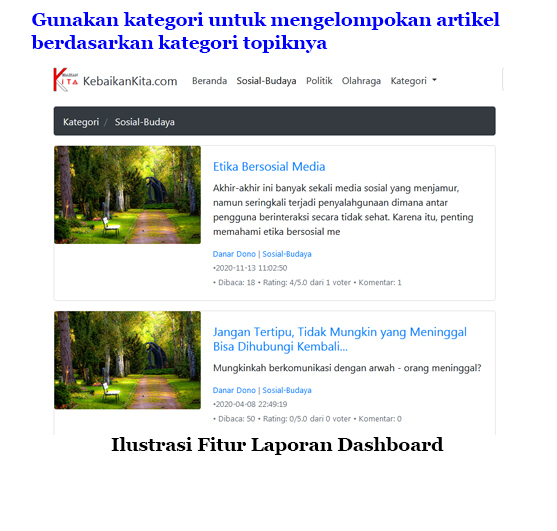 Gunakan kategori untuk mengelompokan artikel
berdasarkan kategori topiknya
KITA KebaikanKita.com Beranda Sosial-Budaya Politik Olahraga Kategori
Kategori / Sosial-Budaya
Etika Bersosial Media
Akhir-akhir ini banyak sekali media sosial yang menjamur,
namun seringkali terjadi penyalahgunaan dimana antar
pengguna berinteraksi secara tidak sehat. Karena itu, penting
memahami etika bersosial me
Danar Dono | Sosial-Budaya
•2020-11-13 11:02:50
• Dibaca: 18 • Rating: 4/5.0 dari 1 voter • Komentar: 1
Jangan Tertipu, Tidak Mungkin yang Meninggal
Bisa Dihubungi Kembali...
Mungkinkah berkomunikasi dengan arwah - orang meninggal?
Danar Dono | Sosial-Budaya
•2020-04-08 22:49:19
• Dibaca: 50 • Rating: 0/5.0 dari 0 voter • Komentar: 0
Ilustrasi Fitur Laporan Dashboard